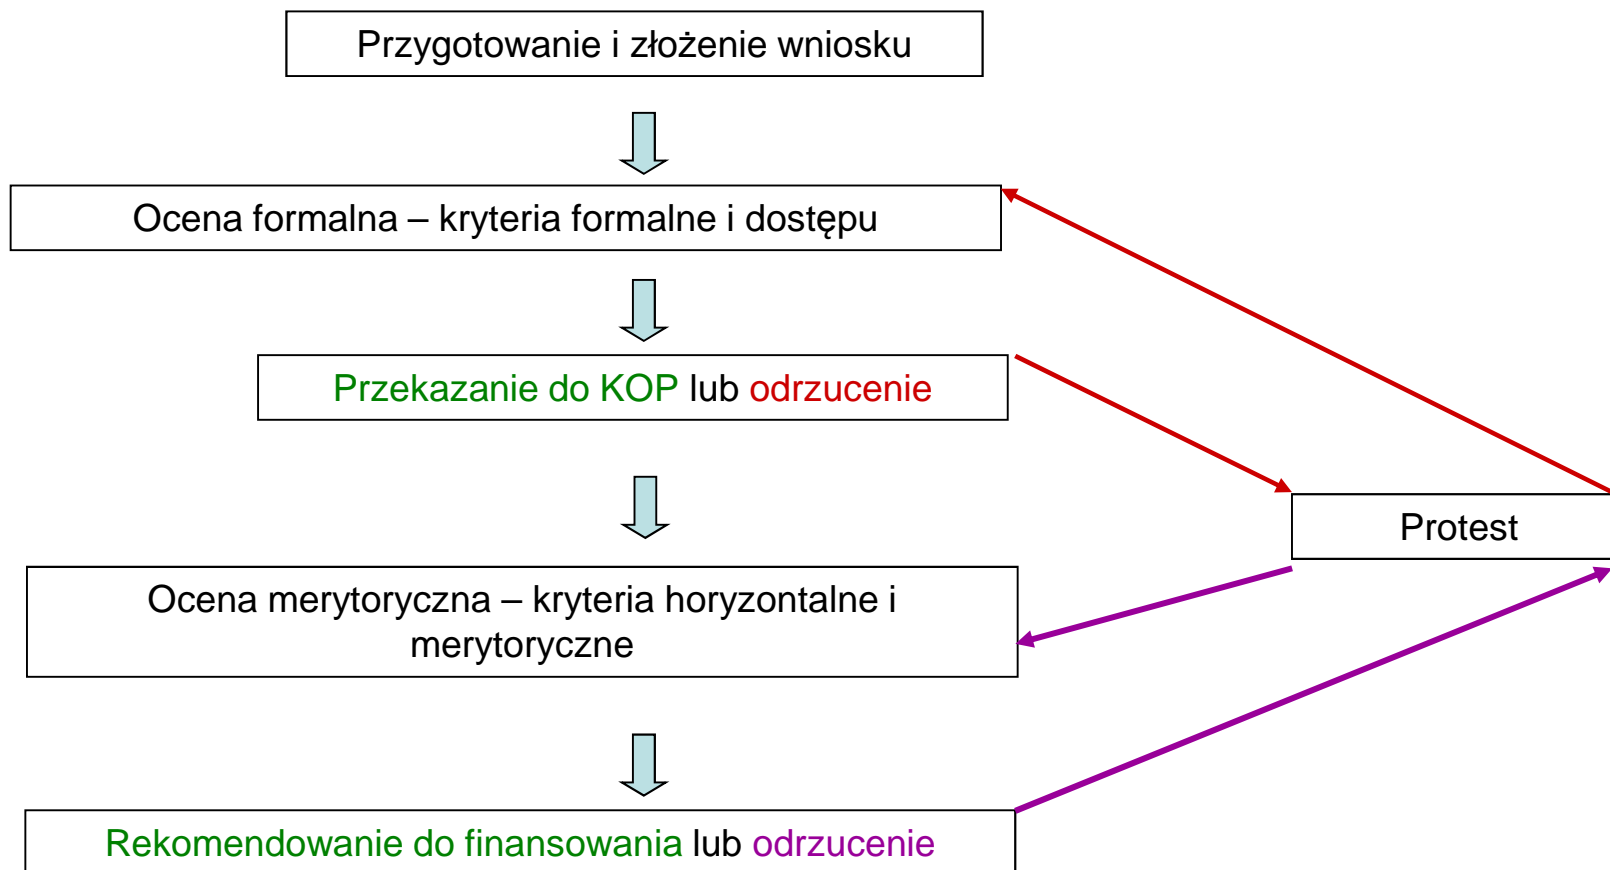 Przygotowanie i złożenie wniosku
Ocena formalna – kryteria formalne i dostępu
Przekazanie do KOP lub odrzucenie
Protest
Ocena merytoryczna – kryteria horyzontalne i
merytoryczne
Rekomendowanie do finansowania lub odrzucenie